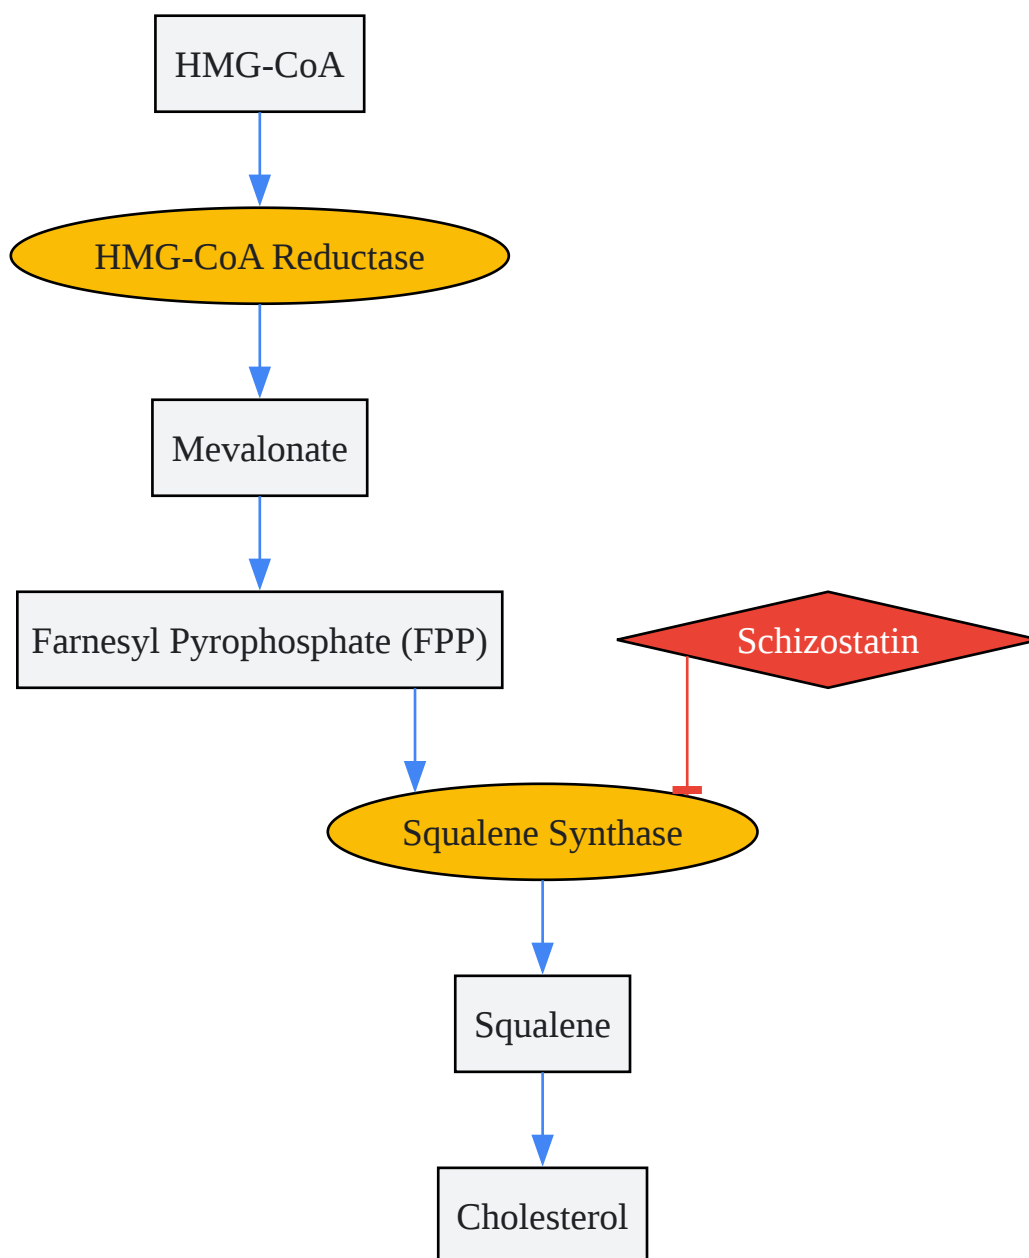 HMG-CoA
HMG-CoA Reductase
Mevalonate
Farnesyl Pyrophosphate (FPP)
Schizostatin
Squalene Synthase
Squalene
Cholesterol